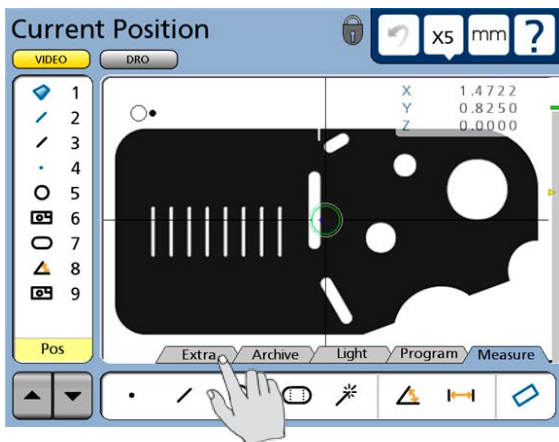 Current Position
X5 mm ?
VIDEO DRO
X 1.4722
Y 0.8250
Z 0.0000
1
2
3
4
5
6
7
8
9
Pos
Extra Archive Light Program Measure